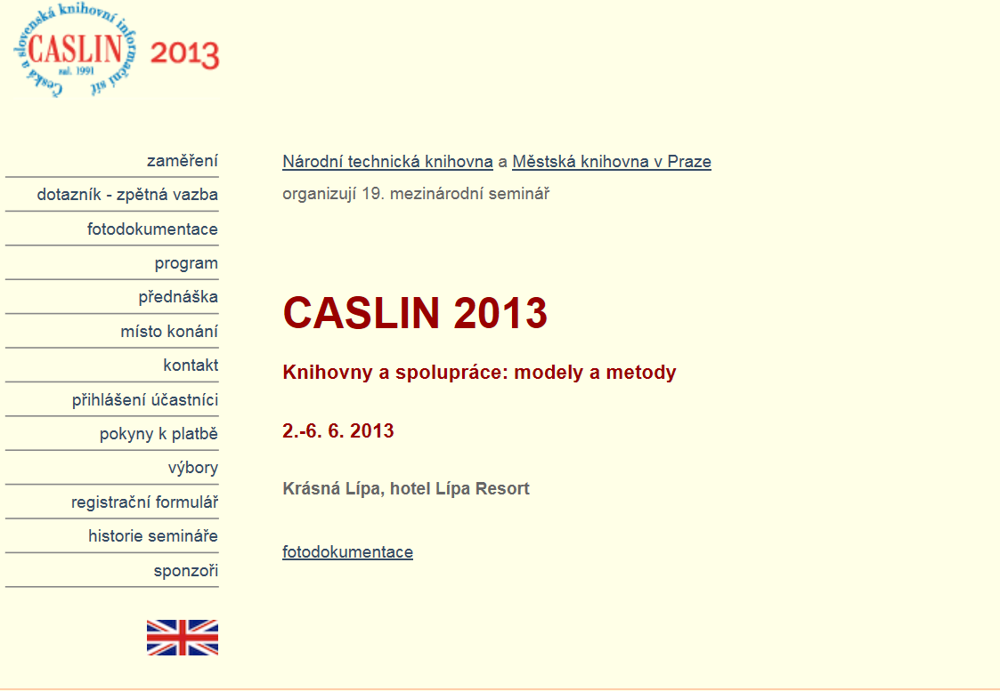 Česká a slovenská knihovní informační síť
CASLIN
zal. 1991
2013
zaměření
dotazník - zpětná vazba
fotodokumentace
program
přednáška
místo konání
kontakt
přihlášení účastníci
pokyny k platbě
výbory
registrační formulář
historie semináře
sponzoři
Národní technická knihovna a Městská knihovna v Praze
organizují 19. mezinárodní seminář
CASLIN 2013
Knihovny a spolupráce: modely a metody
2.-6. 6. 2013
Krásná Lípa, hotel Lípa Resort
fotodokumentace